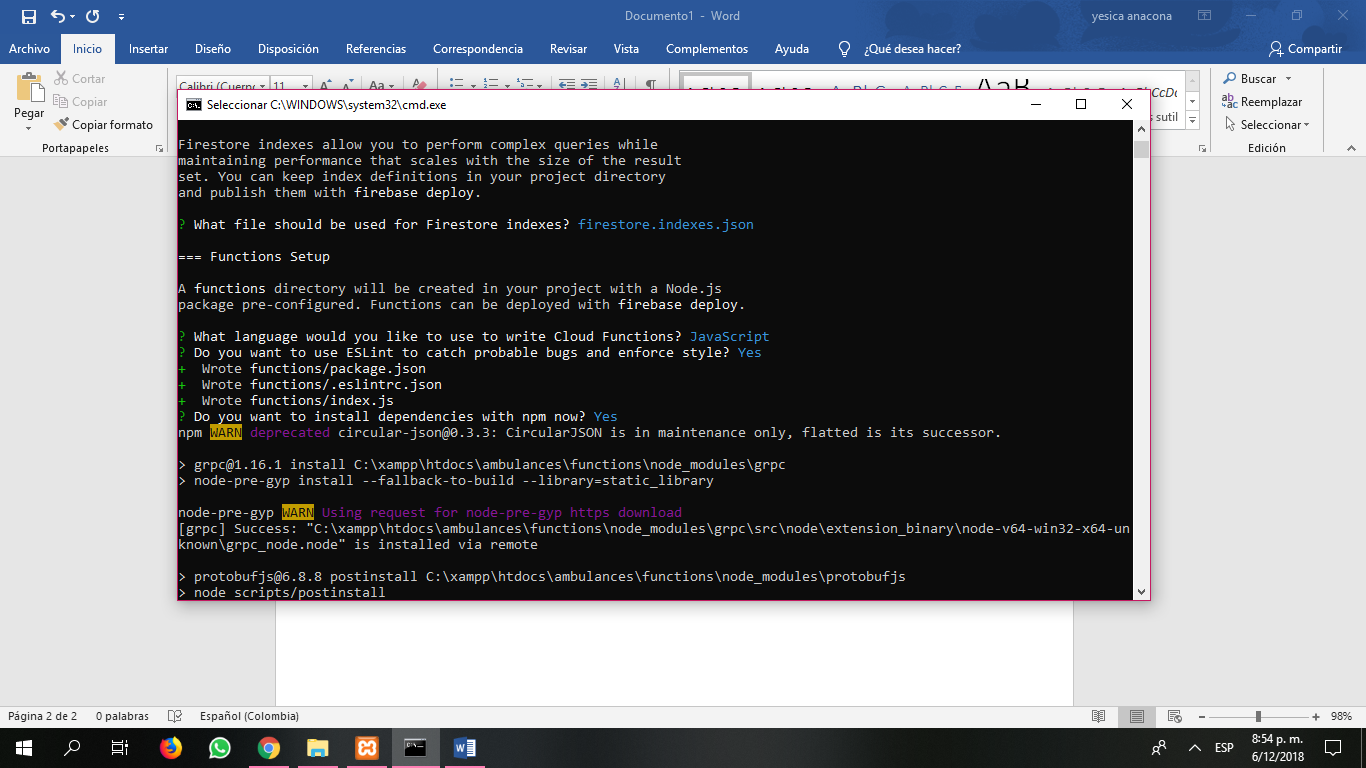 Documento1 - Word
yesica anacona
Archivo Inicio Insertar Diseño Disposición Referencias Correspondencia Revisar Vista Complementos Ayuda ¿Qué desea hacer? Compartir
Pegar
Cortar
Copiar
Copiar formato
Portapapeles
11
Aa
Buscar
Reemplazar
Seleccionar
Edición
sutil
Seleccionar C:\WINDOWS\system32\cmd.exe
Firestore indexes allow you to perform complex queries while
maintaining performance that scales with the size of the result
set. You can keep index definitions in your project directory
and publish them with firebase deploy.
? What file should be used for Firestore indexes? firestore.indexes.json
=== Functions Setup
A functions directory will be created in your project with a Node.js
package pre-configured. Functions can be deployed with firebase deploy.
? What language would you like to use to write Cloud Functions? JavaScript
? Do you want to use ESLint to catch probable bugs and enforce style? Yes
+  Wrote functions/package.json
+  Wrote functions/.eslintrc.json
+  Wrote functions/index.js
? Do you want to install dependencies with npm now? Yes
npm WARN deprecated circular-json@0.3.3: CircularJSON is in maintenance only, flatted is its successor.
> grpc@1.16.1 install C:\xampp\htdocs\ambulances\functions\node_modules\grpc
> node-pre-gyp install --fallback-to-build --library=static_library
node-pre-gyp WARN Using request for node-pre-gyp https download
[grpc] Success: "C:\xampp\htdocs\ambulances\functions\node_modules\grpc\src\node\extension_binary\node-v64-win32-x64-un
known\grpc_node.node" is installed via remote
> protobufjs@6.8.8 postinstall C:\xampp\htdocs\ambulances\functions\node_modules\protobufjs
> node scripts/postinstall
Página 2 de 2 0 palabras Español (Colombia) 98%
ESP
8:54 p. m.
6/12/2018